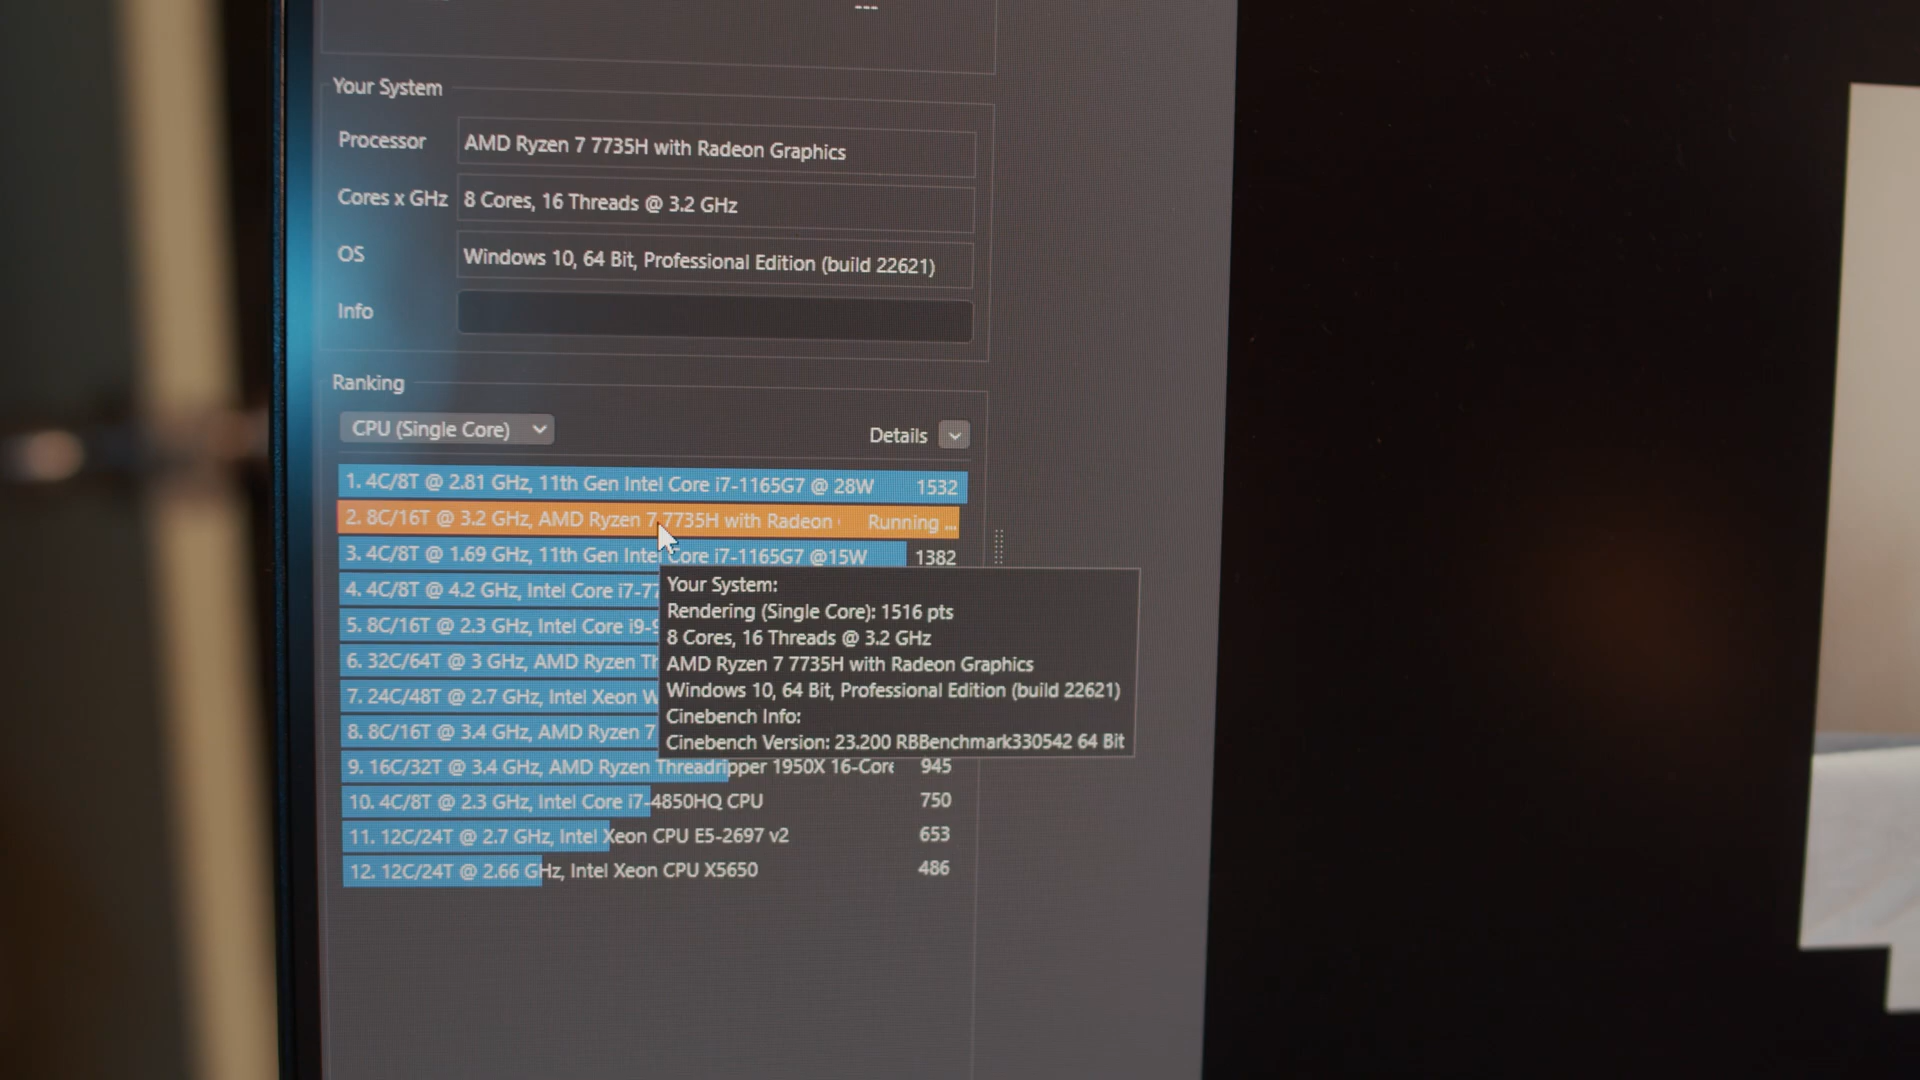 ---
Your System
Processor AMD Ryzen 7 7735H with Radeon Graphics
Cores x GHz 8 Cores, 16 Threads @ 3.2 GHz
OS Windows 10, 64 Bit, Professional Edition (build 22621)
Info
Ranking
CPU (Single Core) Details
1. 4C/8T @ 2.81 GHz, 11th Gen Intel Core i7-1165G7 @ 28W 1532
2. 8C/16T @ 3.2 GHz, AMD Ryzen 7 7735H with Radeon Running ...
3. 4C/8T @ 1.69 GHz, 11th Gen Intel Core i7-1165G7 @15W 1382
4. 4C/8T @ 4.2 GHz, Intel Core i7-77
5. 8C/16T @ 2.3 GHz, Intel Core i9-9
6. 32C/64T @ 3 GHz, AMD Ryzen Th
7. 24C/48T @ 2.7 GHz, Intel Xeon W
8. 8C/16T @ 3.4 GHz, AMD Ryzen 7
9. 16C/32T @ 3.4 GHz, AMD Ryzen Threadripper 1950X 16-Core 945
10. 4C/8T @ 2.3 GHz, Intel Core i7-4850HQ CPU 750
11. 12C/24T @ 2.7 GHz, Intel Xeon CPU E5-2697 v2 653
12. 12C/24T @ 2.66 GHz, Intel Xeon CPU X5650 486
Your System:
Rendering (Single Core): 1516 pts
8 Cores, 16 Threads @ 3.2 GHz
AMD Ryzen 7 7735H with Radeon Graphics
Windows 10, 64 Bit, Professional Edition (build 22621)
Cinebench Info:
Cinebench Version: 23.200 RBBenchmark330542 64 Bit